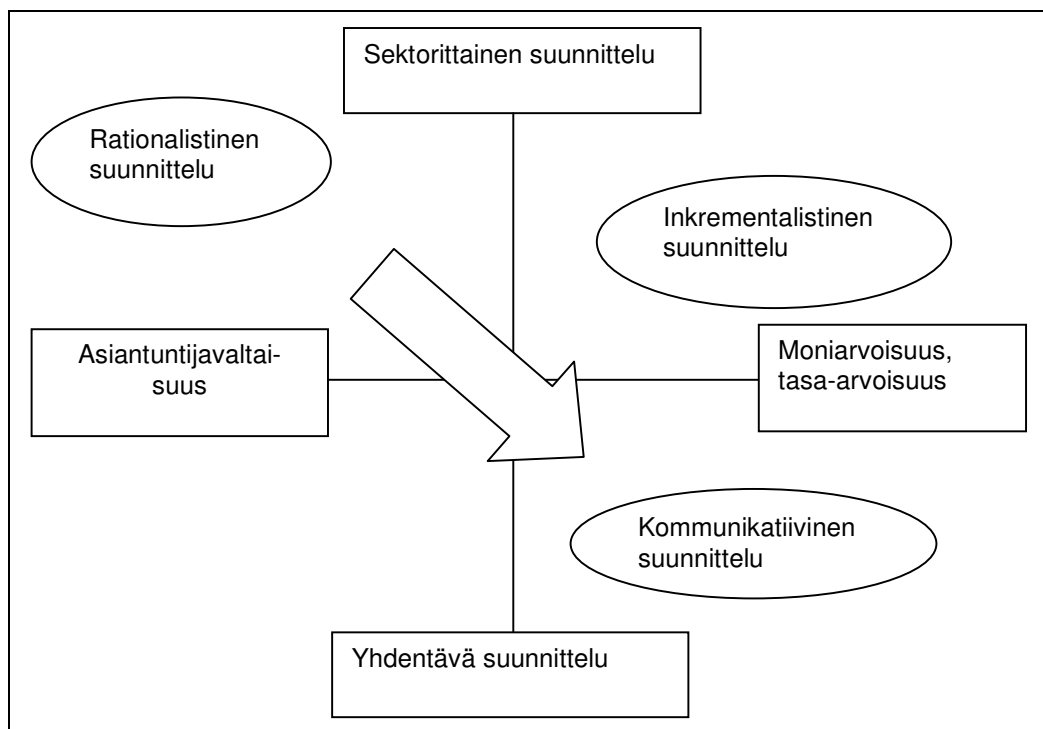 Sektorittainen suunnittelu
Rationalistinen
suunnittelu
Inkrementalistinen
suunnittelu
Asiantuntijavaltai-
suus
Moniarvoisuus,
tasa-arvoisuus
Kommunikatiivinen
suunnittelu
Yhdentävä suunnittelu